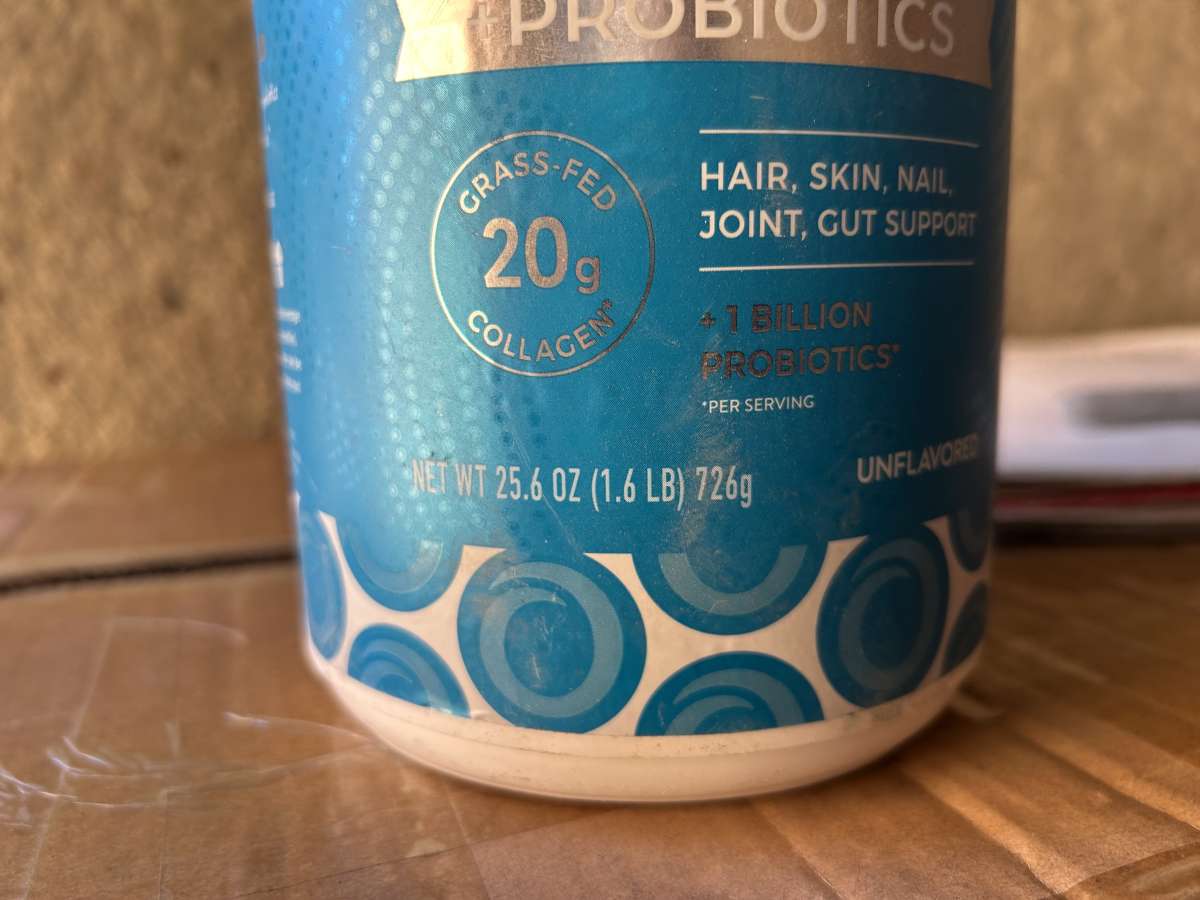 +PROBIOTICS
GRASS-FED
20g
COLLAGEN*
HAIR, SKIN, NAIL,
JOINT, GUT SUPPORT
+ 1 BILLION
PROBIOTICS*
*PER SERVING
NET WT 25.6 OZ (1.6 LB) 726g
UNFLAVORED